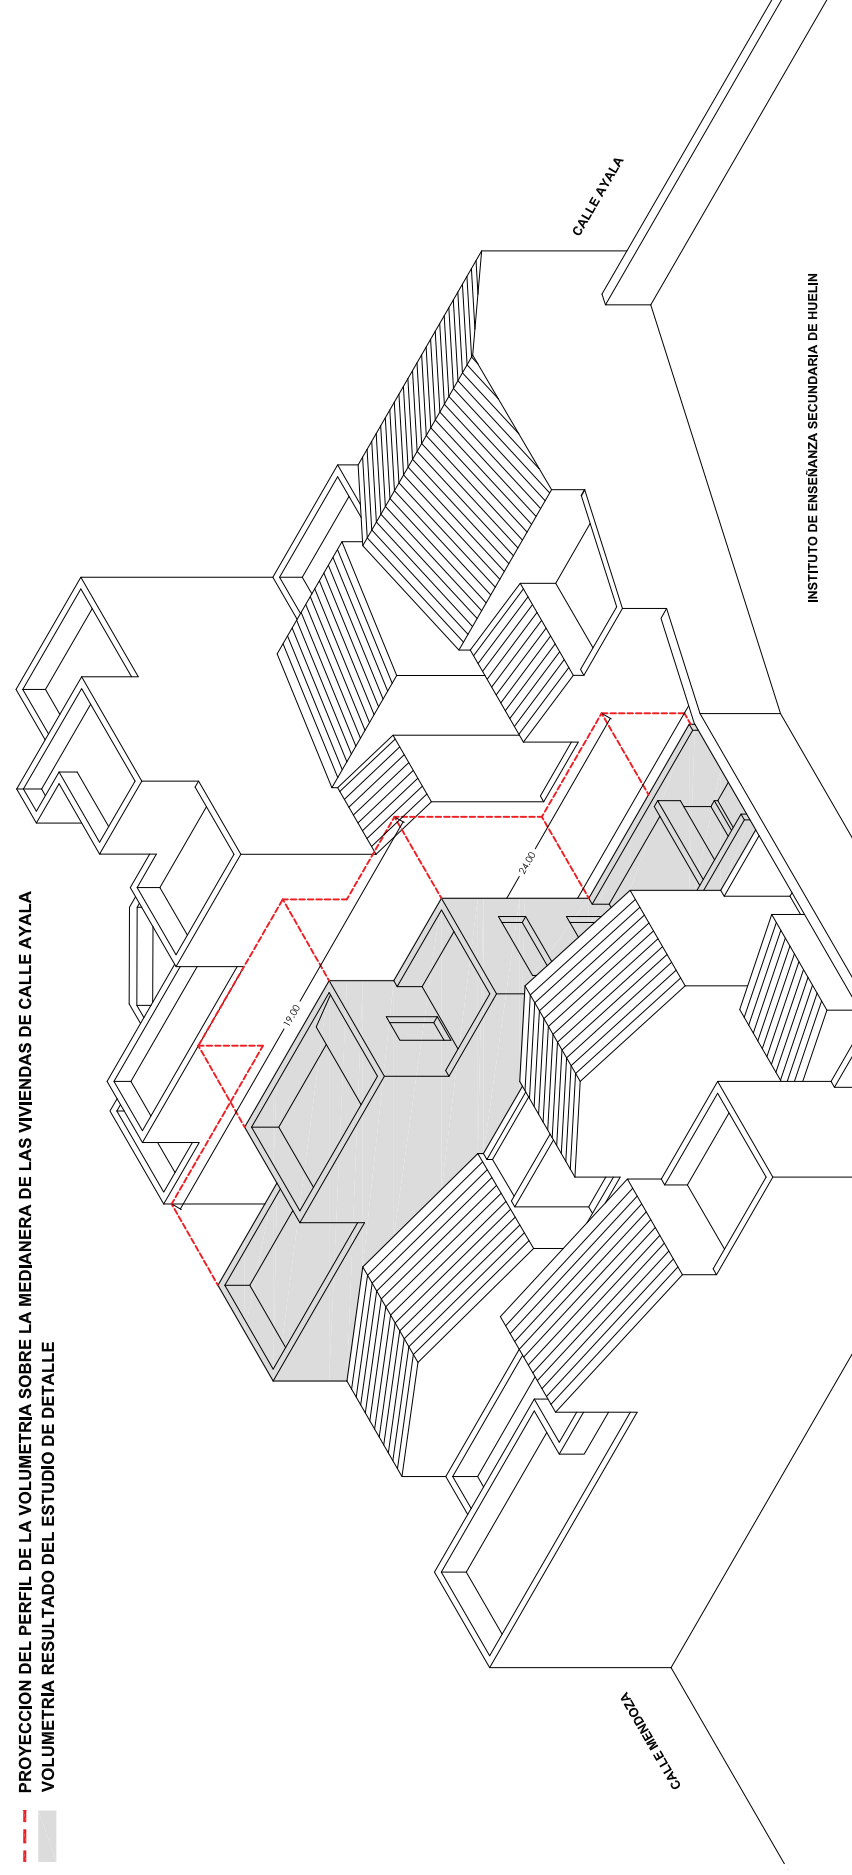 PROYECCION DEL PERFIL DE LA VOLUMETRIA SOBRE LA MEDIANERA DE LAS VIVIENDAS DE CALLE AYALA
VOLUMETRIA RESULTADO DEL ESTUDIO DE DETALLE
CALLE MENDOZA
19.00
24.00
CALLE AYALA
INSTITUTO DE ENSEÑANZA SECUNDARIA DE HUELIN